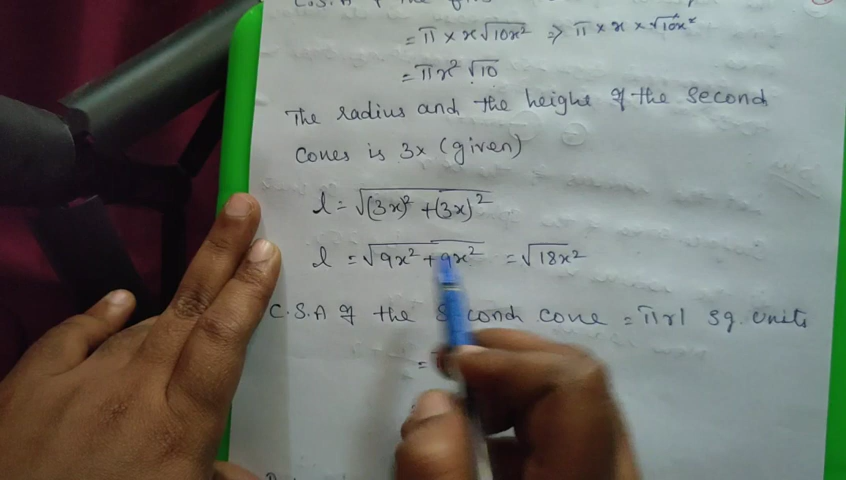 = π × x √10x² ⇒ π × x × √10x²
= πx² √10
The radius and the height of the second
cones is 3x (given)
l = √(3x)² + (3x)²
l = √9x² + 9x² = √18x²
C.S.A of the second cone = πrl sq. units
=